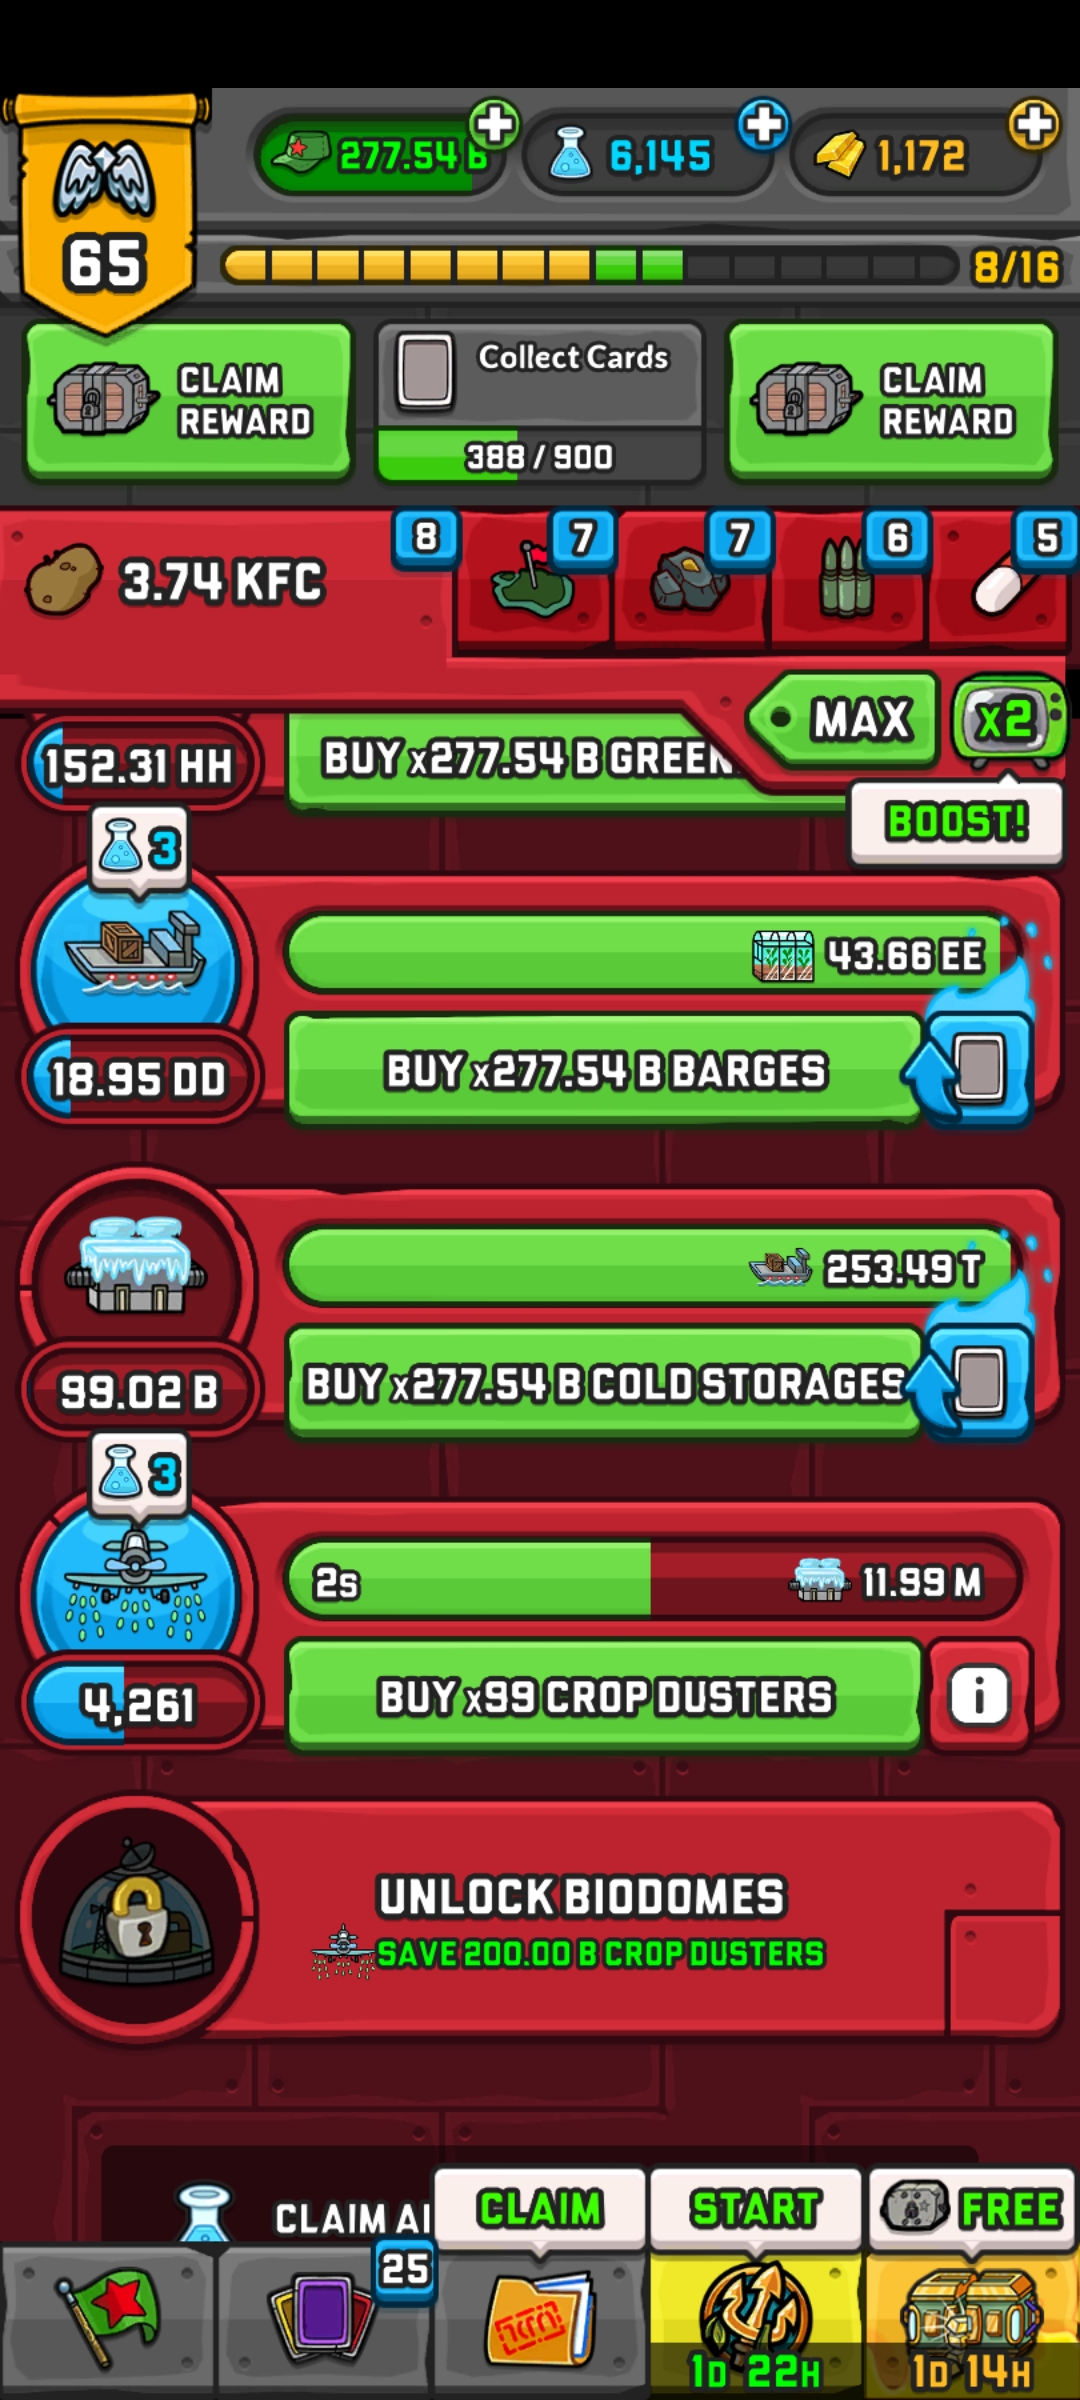 277.54 B
6,145
1,172
65
8/16
CLAIM
REWARD
Collect Cards
388 / 900
CLAIM
REWARD
3.74 KFC
8
7
7
6
5
MAX
x2
BOOST!
152.31 HH
BUY x277.54 B GREEN
3
43.66 EE
18.95 DD
BUY x277.54 B BARGES
253.49 T
99.02 B
BUY x277.54 B COLD STORAGES
3
2s
11.99 M
4,261
BUY x99 CROP DUSTERS
i
UNLOCK BIODOMES
SAVE 200.00 B CROP DUSTERS
CLAIM
START
FREE
CLAIM
25
1D 22H
1D 14H